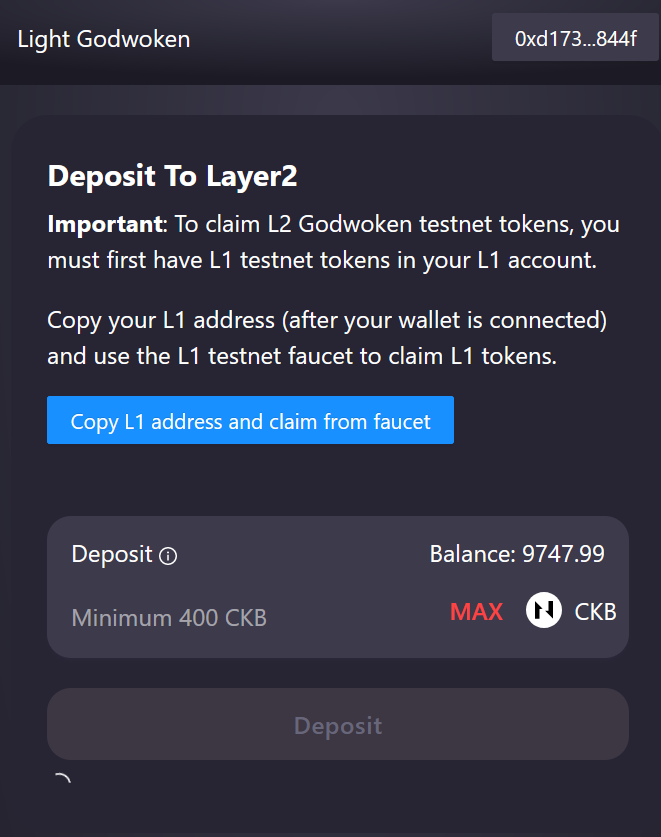 Light Godwoken
0xd173...844f
Deposit To Layer2
Important: To claim L2 Godwoken testnet tokens, you
must first have L1 testnet tokens in your L1 account.
Copy your L1 address (after your wallet is connected)
and use the L1 testnet faucet to claim L1 tokens.
Copy L1 address and claim from faucet
Deposit
Balance: 9747.99
Minimum 400 CKB
MAX
CKB
Deposit